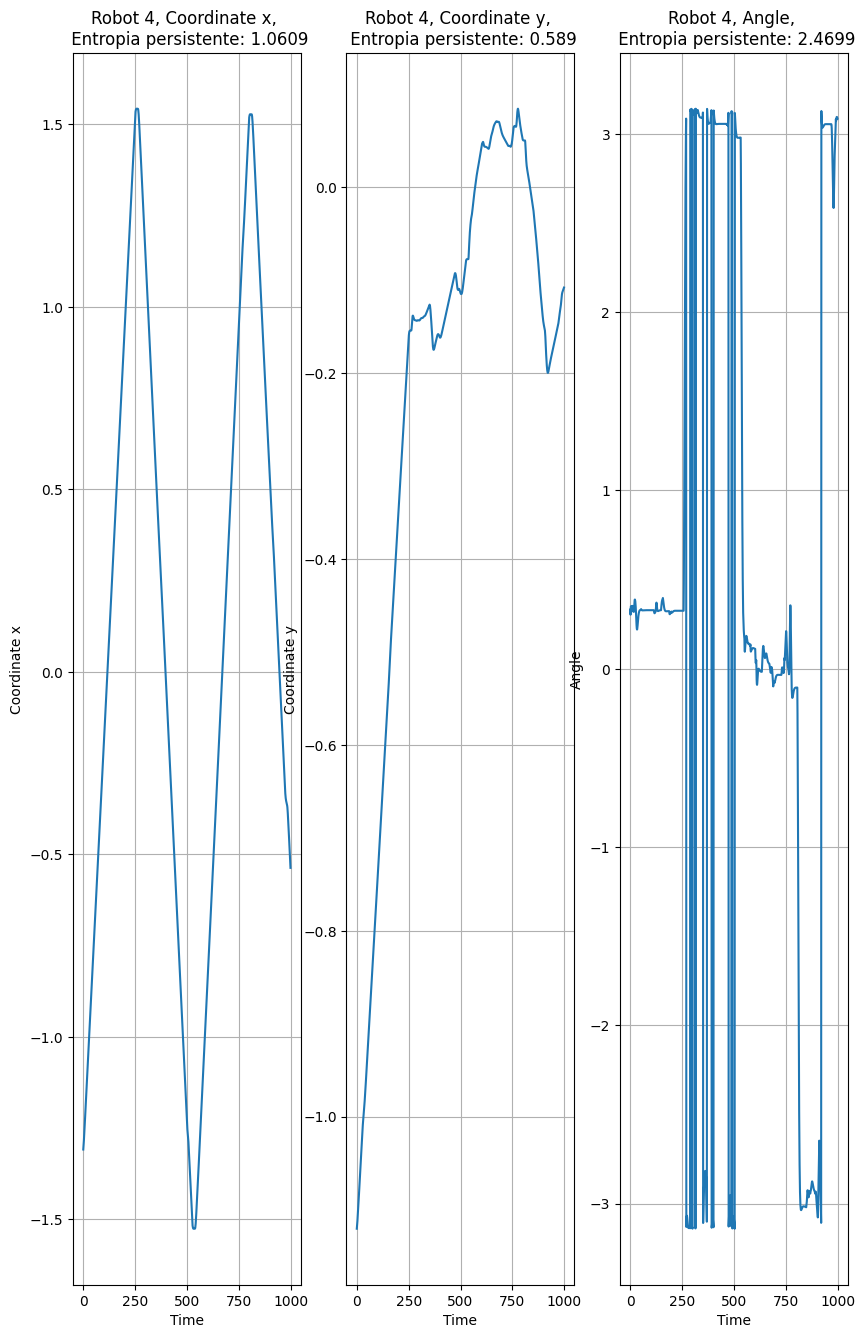 Robot 4, Coordinate x,
Entropia persistente: 1.0609
Coordinate x
1.5
1.0
0.5
0.0
−0.5
−1.0
−1.5
0 250 500 750 1000
Time
Robot 4, Coordinate y,
Entropia persistente: 0.589
Coordinate y
0.0
−0.2
−0.4
−0.6
−0.8
−1.0
0 250 500 750 1000
Time
Robot 4, Angle,
Entropia persistente: 2.4699
Angle
3
2
1
0
−1
−2
−3
0 250 500 750 1000
Time